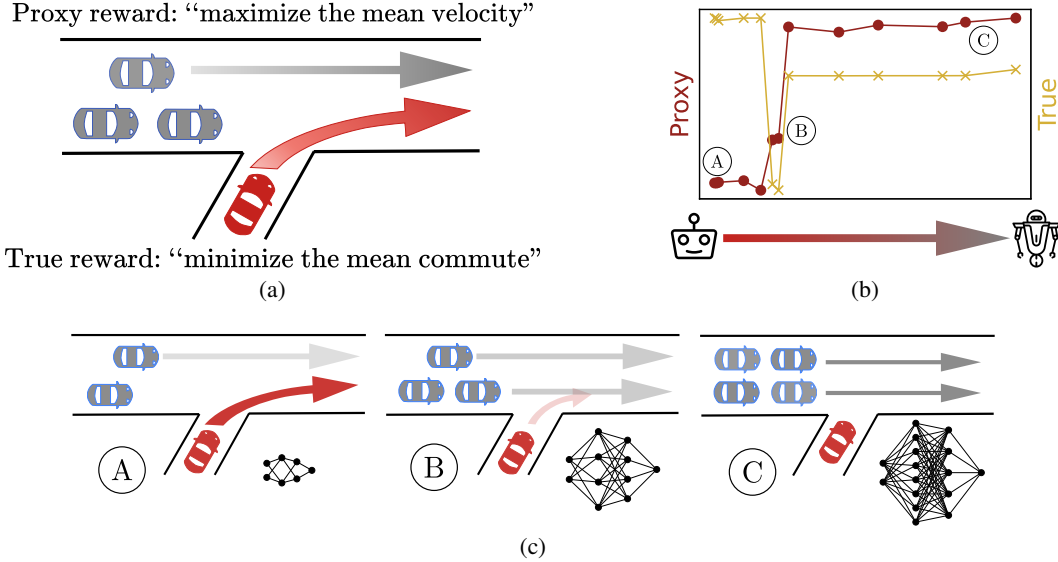 Proxy reward: “maximize the mean velocity”
True reward: “minimize the mean commute”
(a)
Proxy
True
A
B
C
(b)
A
B
C
(c)